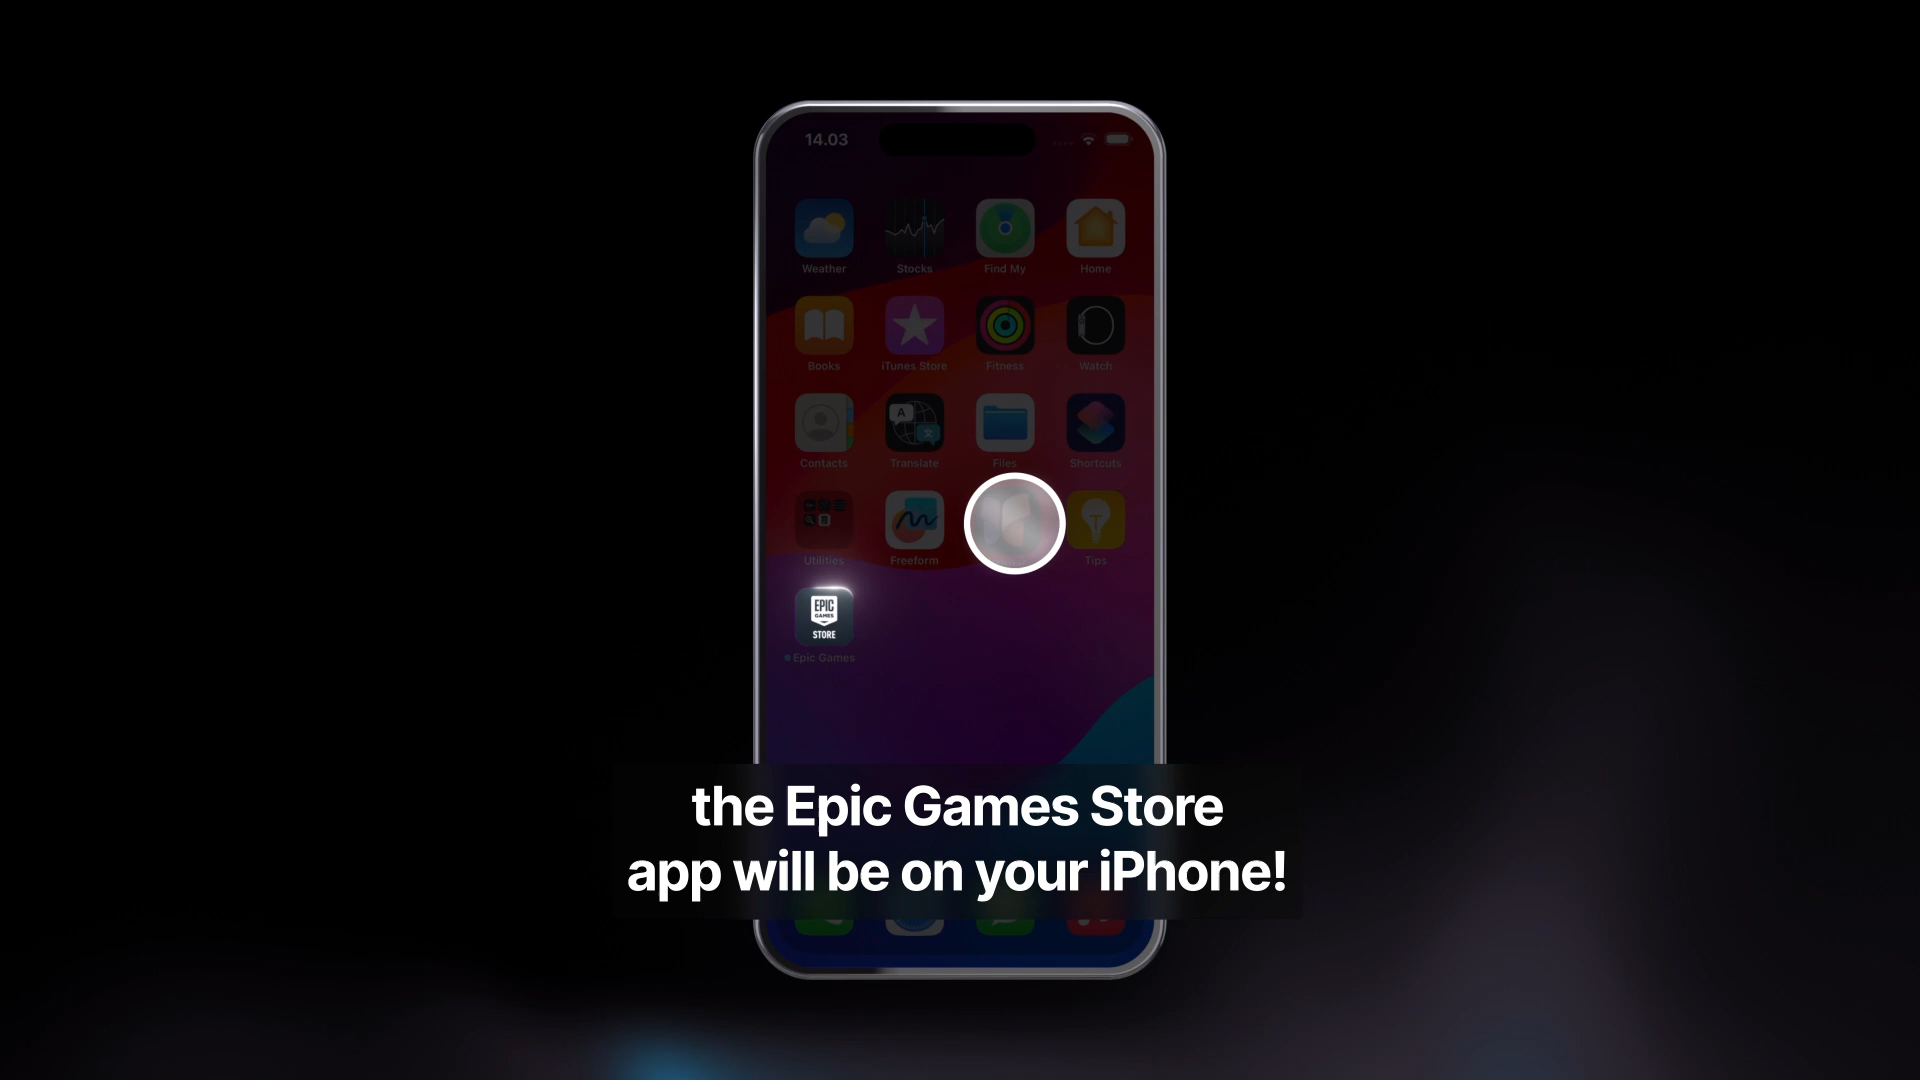 14.03
Weather Stocks Find My Home
Books iTunes Store Fitness Watch
A
Contacts Translate Files Shortcuts
Utilities Freeform Tips
EPIC
GAMES
STORE
Epic Games
the Epic Games Store
app will be on your iPhone!